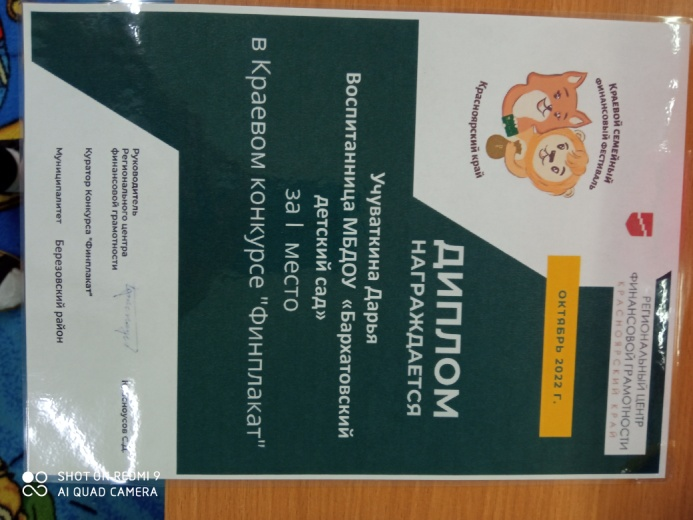 РЕГИОНАЛЬНЫЙ ЦЕНТР
ФИНАНСОВОЙ ГРАМОТНОСТИ
КРАСНОЯРСКИЙ КРАЙ
КРАЕВОЙ СЕМЕЙНЫЙ
ФИНАНСОВЫЙ ФЕСТИВАЛЬ
Красноярский край
ОКТЯБРЬ 2022 Г.
ДИПЛОМ
НАГРАЖДАЕТСЯ
Учуваткина Дарья
Воспитанница МБДОУ «Бархатовский
детский сад»
за I место
в Краевом конкурсе "Финплакат"
Руководитель
Регионального центра
финансовой грамотности
Куратор Конкурса "Финплакат"
Муниципалитет Березовский район
SHOT ON REDMI 9
AI QUAD CAMERA